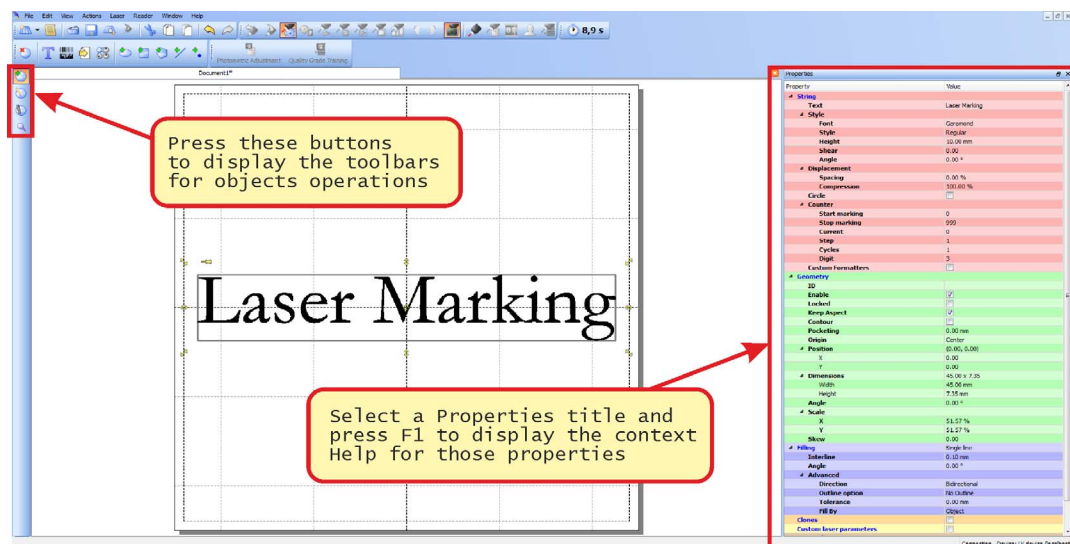 File Edit View Actions Laser Reader Window Help
8,9 s
Photometric Adjustment Quality Grade Training
Document1*
Properties
Property Value
String
Text Laser Marking
Style
Font Garamond
Style Regular
Height 10.00 mm
Shear 0.00
Angle 0.00 °
Displacement
Spacing 0.00 %
Compression 100.00 %
Circle
Counter
Start marking 0
Stop marking 999
Current 0
Step 1
Cycles 1
Digit 3
Custom Formatters
Geometry
ID
Enable
Locked
Keep Aspect
Contour
Pocketing 0.00 mm
Origin Center
Position (0.00, 0.00)
X 0.00
Y 0.00
Dimensions 45.00 x 7.35
Width 45.00 mm
Height 7.35 mm
Angle 0.00 °
Scale
X 51.57 %
Y 51.57 %
Skew 0.00
Filling Single line
Interline 0.10 mm
Angle 0.00 °
Advanced
Direction Bidirectional
Outline option No Outline
Tolerance 0.00 mm
Fill By Object
Clones
Custom laser parameters
Press these buttons
to display the toolbars
for objects operations
Laser Marking
Select a Properties title and
press F1 to display the context
Help for those properties